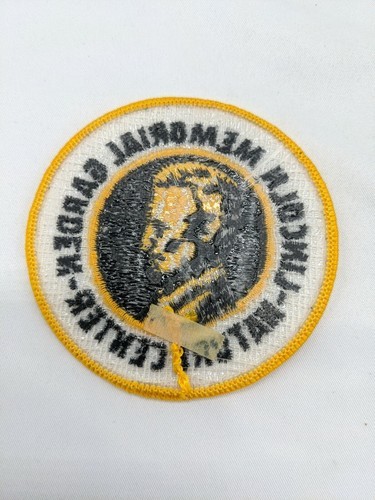 LINCOLN MEMORIAL GARDEN
-NATURE CENTER-